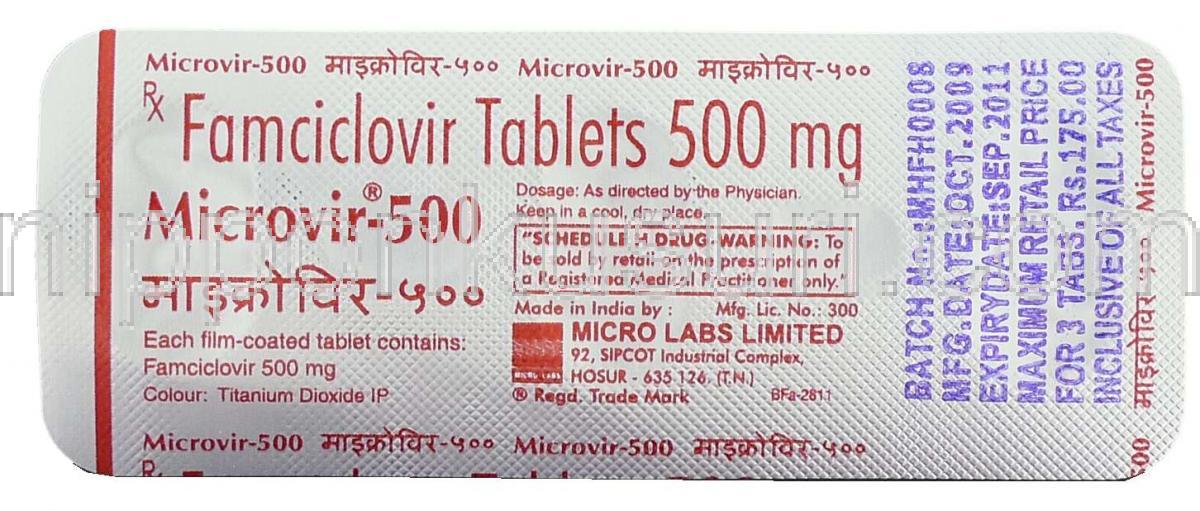 Microvir-500 माइक्रोविर-५०० Microvir-500 माइक्रोविर-५००
Rx Famciclovir Tablets 500 mg
Microvir®-500
माइक्रोविर-५००
Each film-coated tablet contains:
Famciclovir 500 mg
Colour: Titanium Dioxide IP
Dosage: As directed by the Physician.
Keep in a cool, dry place.
"SCHEDULE H DRUG-WARNING: To
be sold by retail on the prescription of
a Registered Medical Practitioner only."
Made in India by : Mfg. Lic. No.: 300
MICRO LABS LIMITED
92, SIPCOT Industrial Complex,
HOSUR - 635 126. (T.N.)
MICRO LABS
® Regd. Trade Mark BFa-2811
Microvir-500 माइक्रोविर-५०० Microvir-500 माइक्रोविर-५००
BATCH No.:MHFH0008
MFG.DATE:OCT.2009
EXPIRYDATE:SEP.2011
MAXIMUM RETAIL PRICE
FOR 3 TABS. Rs.175.00
INCLUSIVE OF ALL TAXES
500 माइक्रोविर-५०० Microvir-500